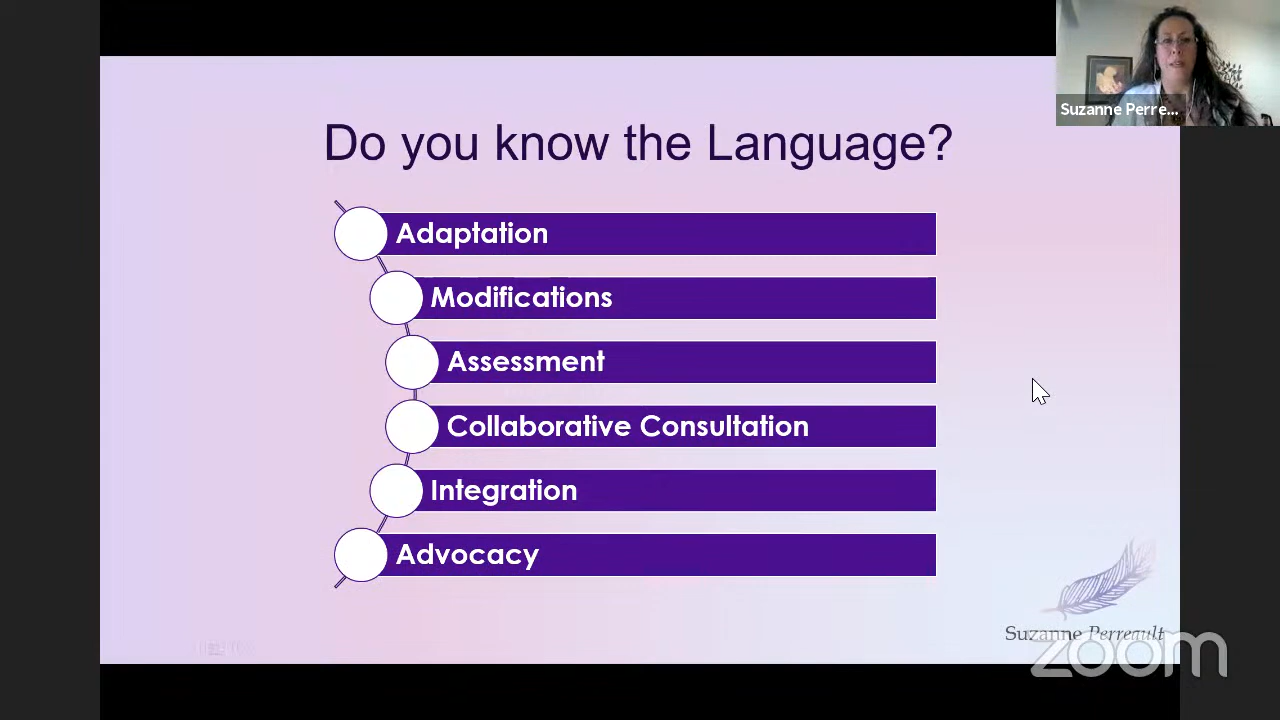 Suzanne Perre...
Do you know the Language?
Adaptation
Modifications
Assessment
Collaborative Consultation
Integration
Advocacy
Suzanne Perreault
zoom